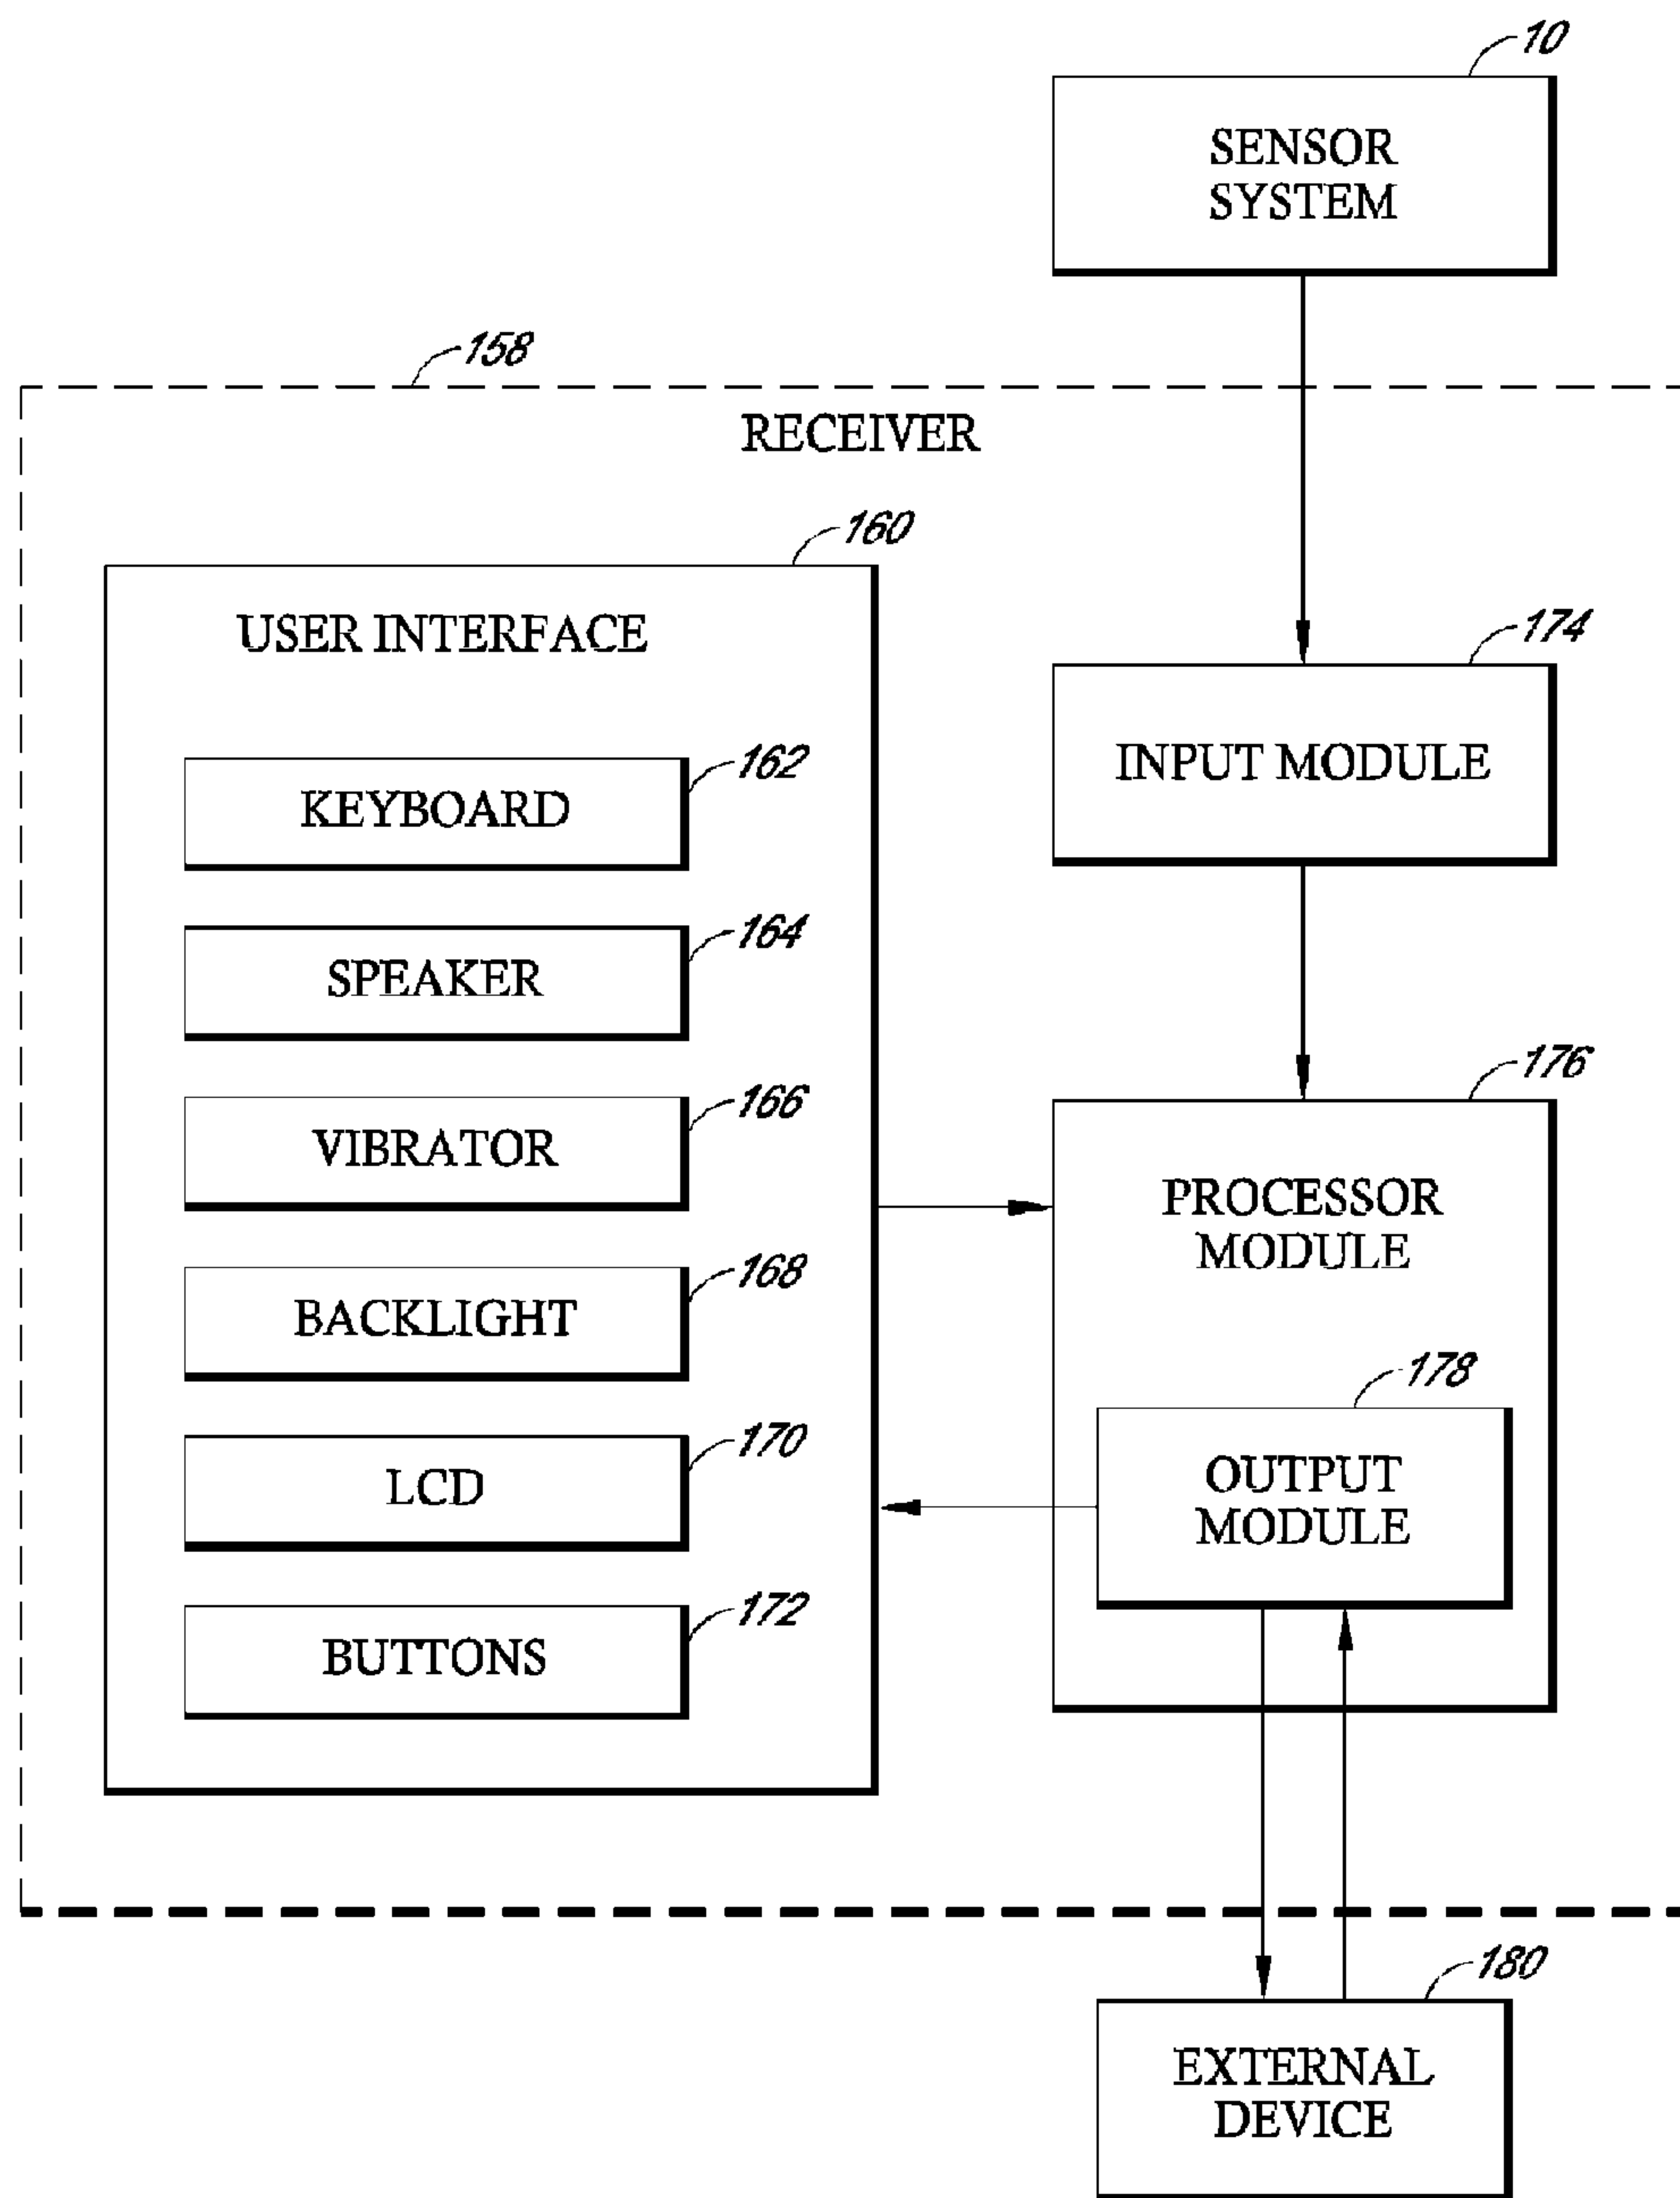 10
SENSOR
SYSTEM
158
RECEIVER
160
USER INTERFACE
174
INPUT MODULE
162
KEYBOARD
164
SPEAKER
166
VIBRATOR
176
PROCESSOR
MODULE
168
BACKLIGHT
178
OUTPUT
MODULE
170
LCD
172
BUTTONS
180
EXTERNAL
DEVICE